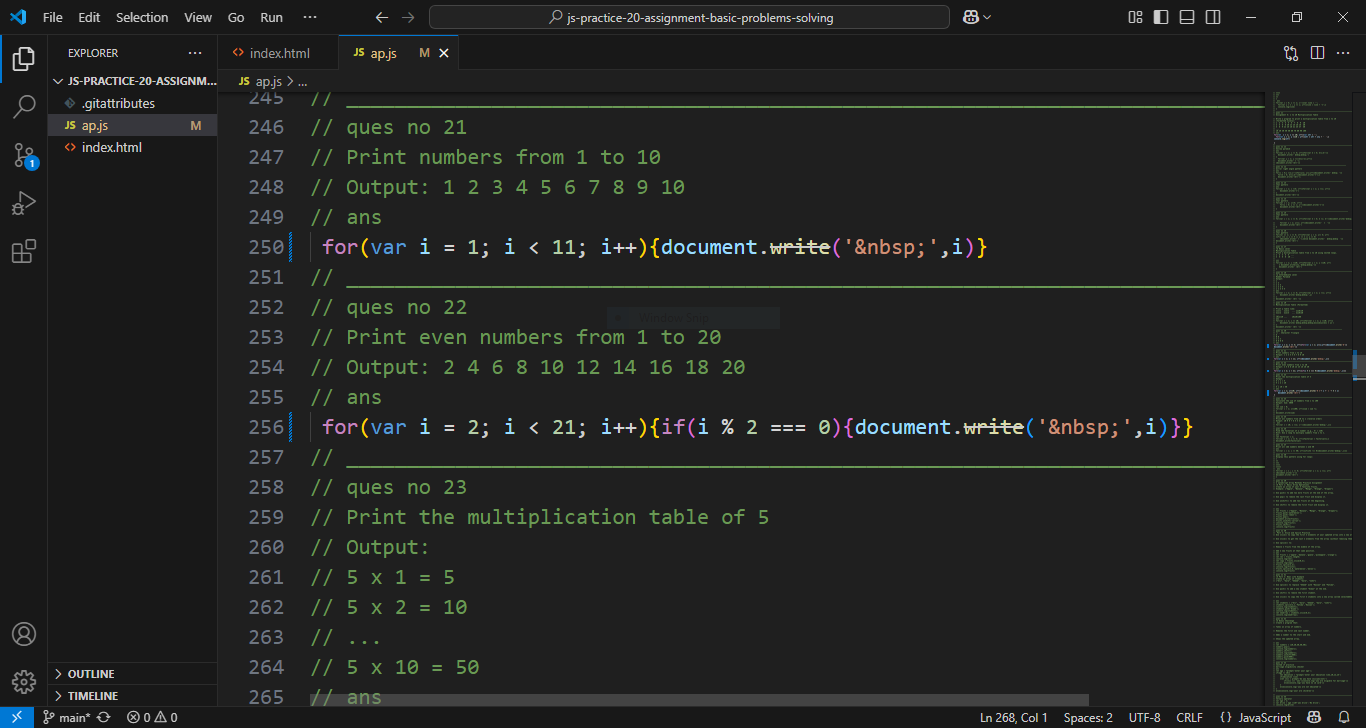 File Edit Selection View Go Run ··· js-practice-20-assignment-basic-problems-solving
EXPLORER ···
JS-PRACTICE-20-ASSIGNM...
.gitattributes
JS ap.js M
index.html
OUTLINE
TIMELINE
index.html JS ap.js M
JS ap.js > ...
245 // ____________________________________________________________________________
246 // ques no 21
247 // Print numbers from 1 to 10
248 // Output: 1 2 3 4 5 6 7 8 9 10
249 // ans
250 for(var i = 1; i < 11; i++){document.write('&nbsp;',i)}
251 // ____________________________________________________________________________
252 // ques no 22
253 // Print even numbers from 1 to 20
254 // Output: 2 4 6 8 10 12 14 16 18 20
255 // ans
256 for(var i = 2; i < 21; i++){if(i % 2 === 0){document.write('&nbsp;',i)}}
257 // ____________________________________________________________________________
258 // ques no 23
259 // Print the multiplication table of 5
260 // Output:
261 // 5 x 1 = 5
262 // 5 x 2 = 10
263 // ...
264 // 5 x 10 = 50
265 // ans
1
main* 0 0 Ln 268, Col 1 Spaces: 2 UTF-8 CRLF {} JavaScript